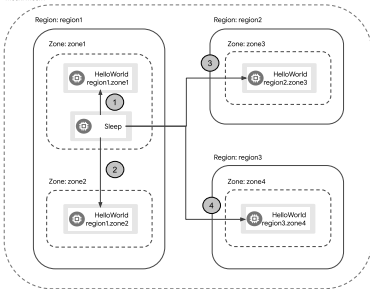 Region: region1
Zone: zone1
HelloWorld
region1.zone1
1
Sleep
2
Zone: zone2
HelloWorld
region1.zone2
Region: region2
Zone: zone3
3
HelloWorld
region2.zone3
Region: region3
Zone: zone4
4
HelloWorld
region3.zone4